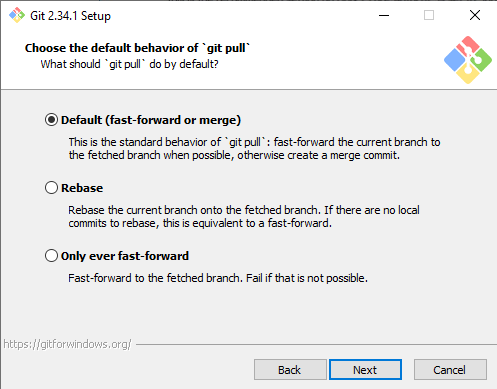 Git 2.34.1 Setup
Choose the default behavior of `git pull`
What should `git pull` do by default?
Default (fast-forward or merge)
This is the standard behavior of `git pull`: fast-forward the current branch to
the fetched branch when possible, otherwise create a merge commit.
Rebase
Rebase the current branch onto the fetched branch. If there are no local
commits to rebase, this is equivalent to a fast-forward.
Only ever fast-forward
Fast-forward to the fetched branch. Fail if that is not possible.
https://gitforwindows.org/
Back
Next
Cancel